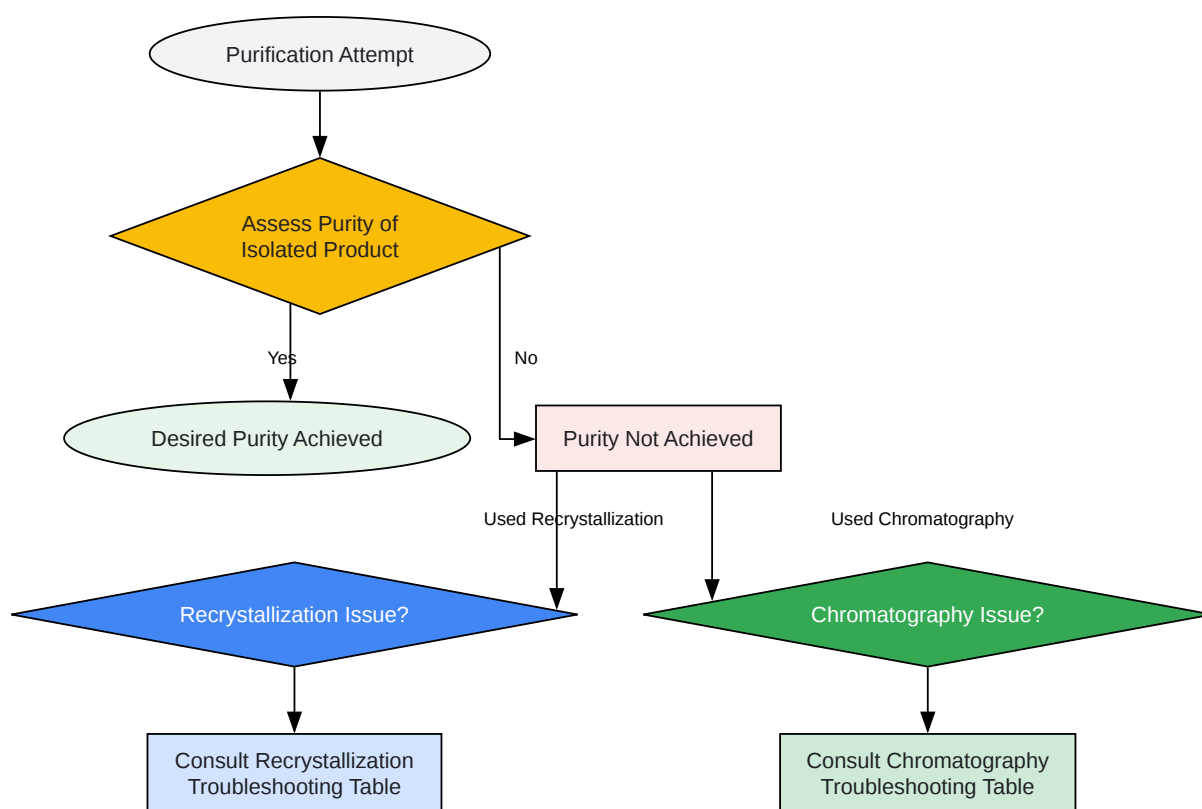 Purification Attempt
Assess Purity of
Isolated Product
Yes
No
Desired Purity Achieved
Purity Not Achieved
Used Recrystallization
Used Chromatography
Recrystallization Issue?
Chromatography Issue?
Consult Recrystallization
Troubleshooting Table
Consult Chromatography
Troubleshooting Table